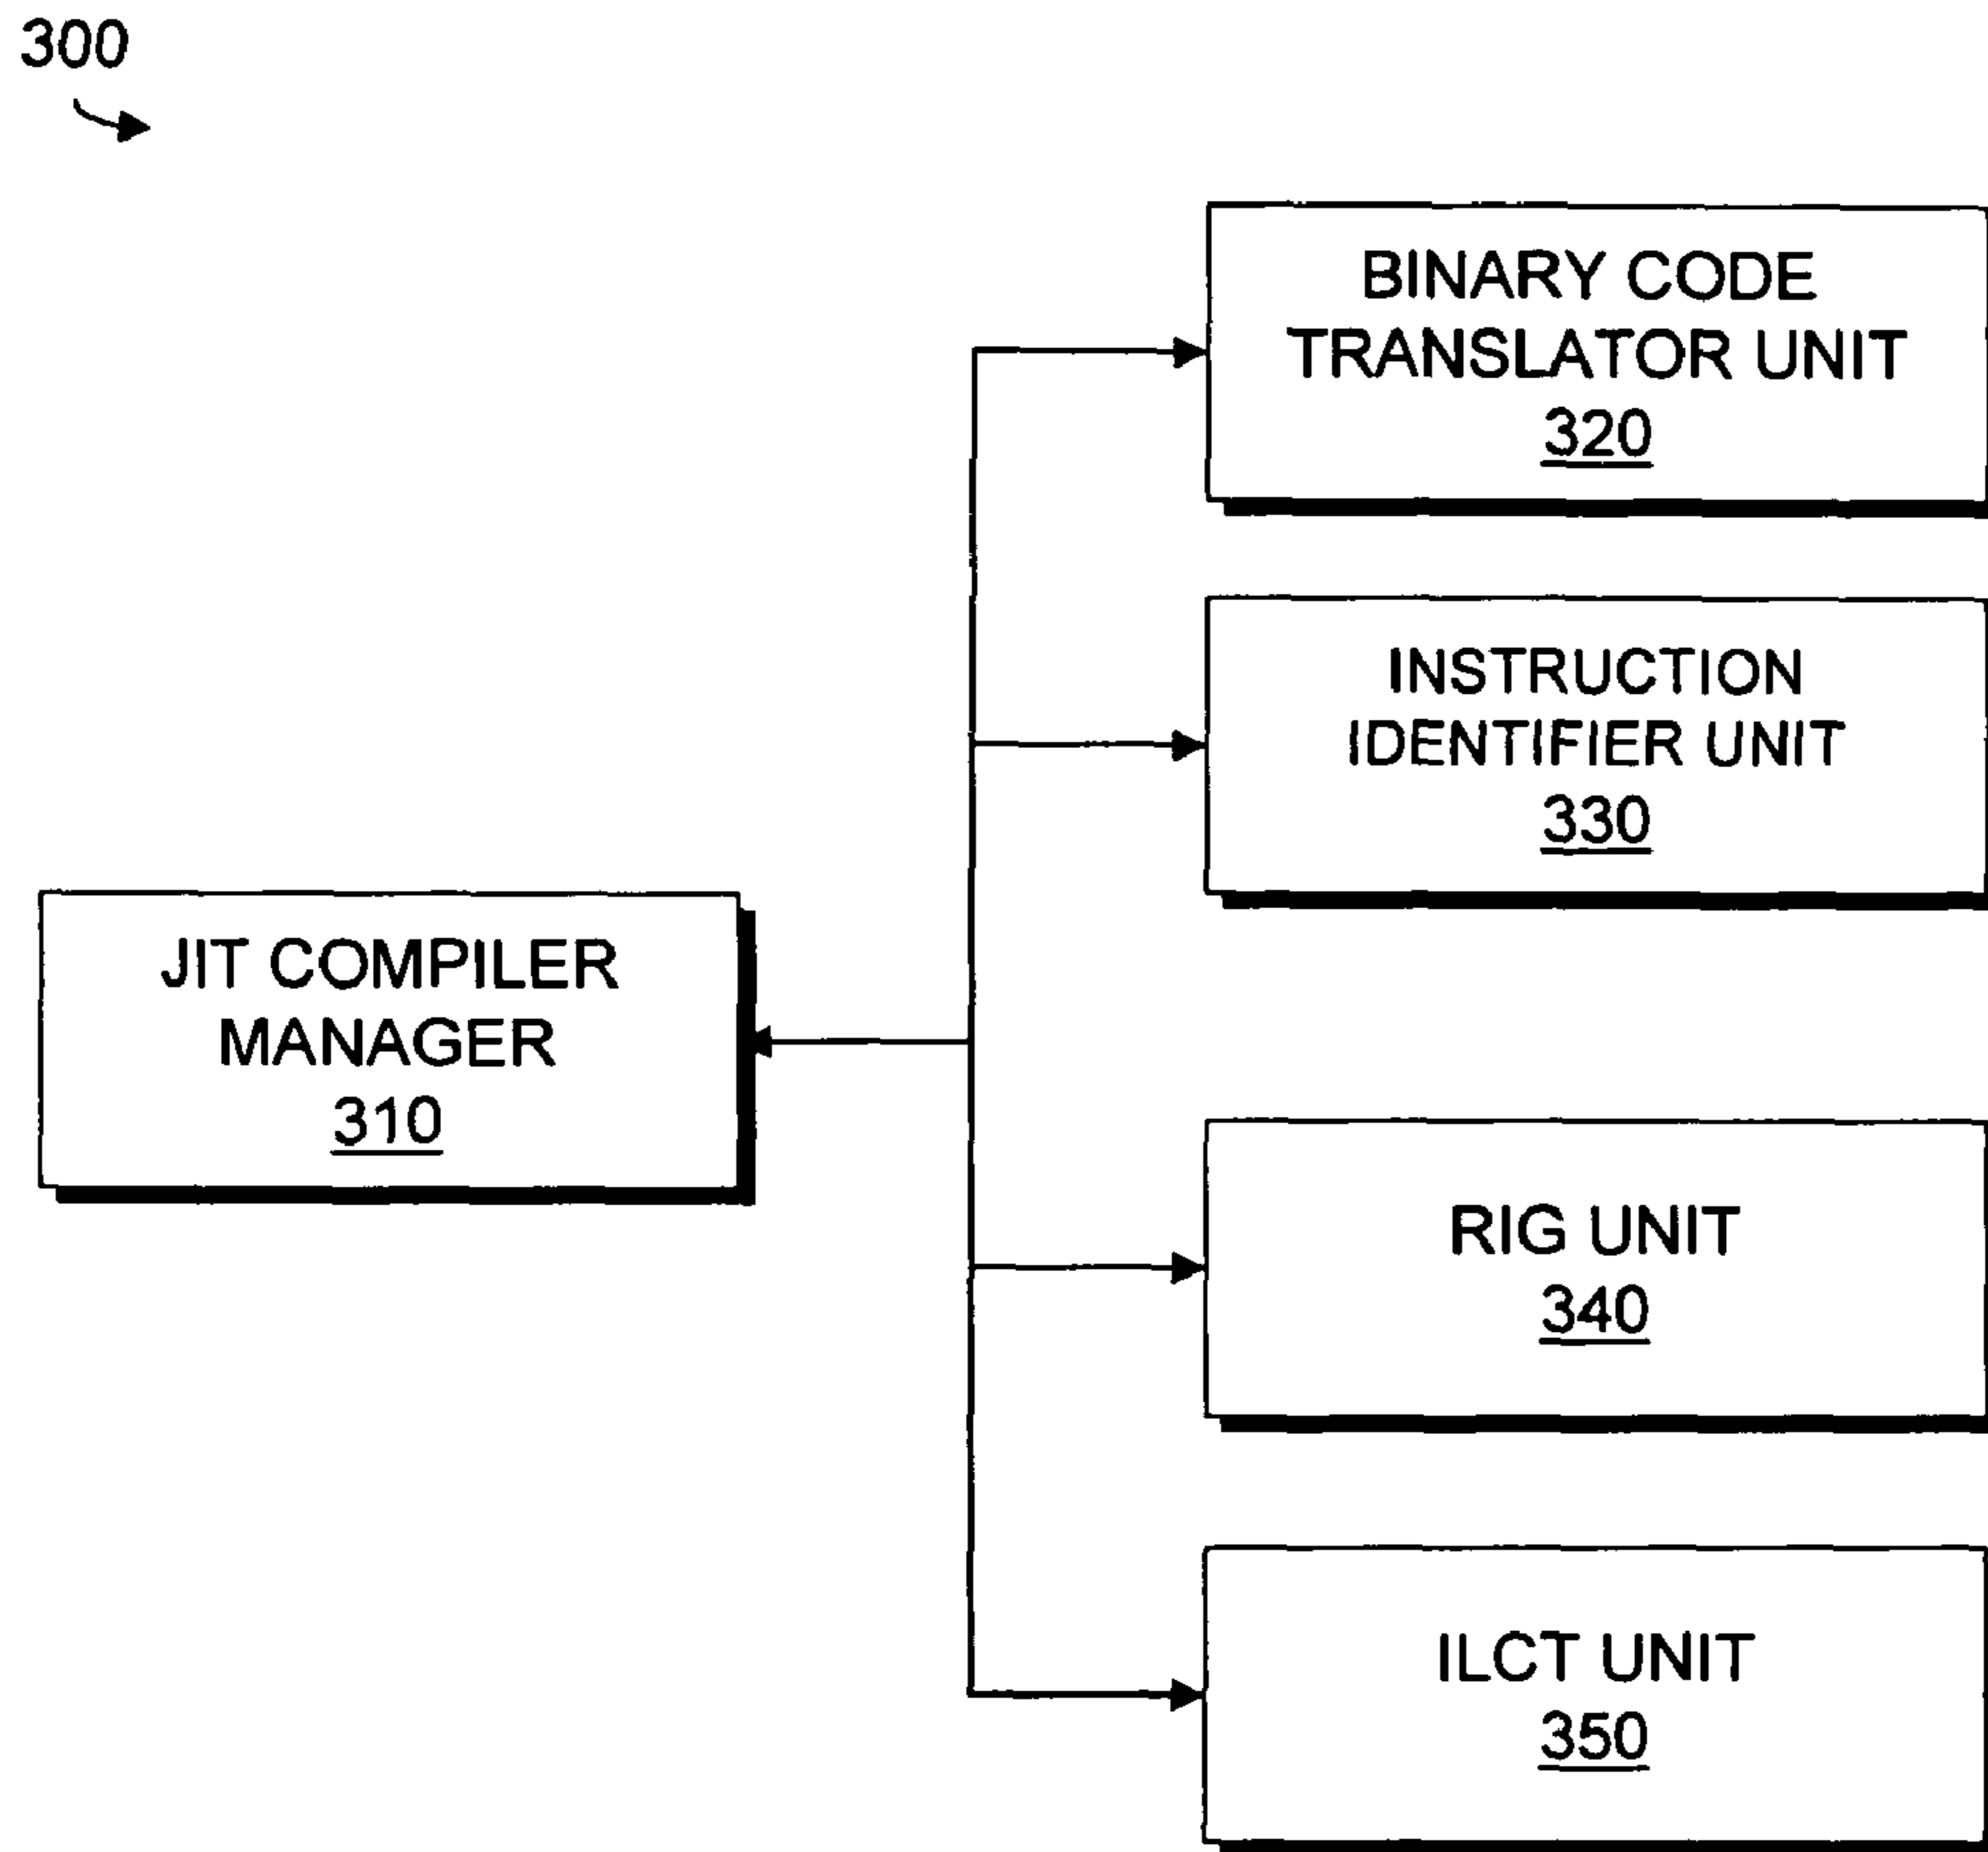 300
BINARY CODE
TRANSLATOR UNIT
320
INSTRUCTION
IDENTIFIER UNIT
330
JIT COMPILER
MANAGER
310
RIG UNIT
340
ILCT UNIT
350